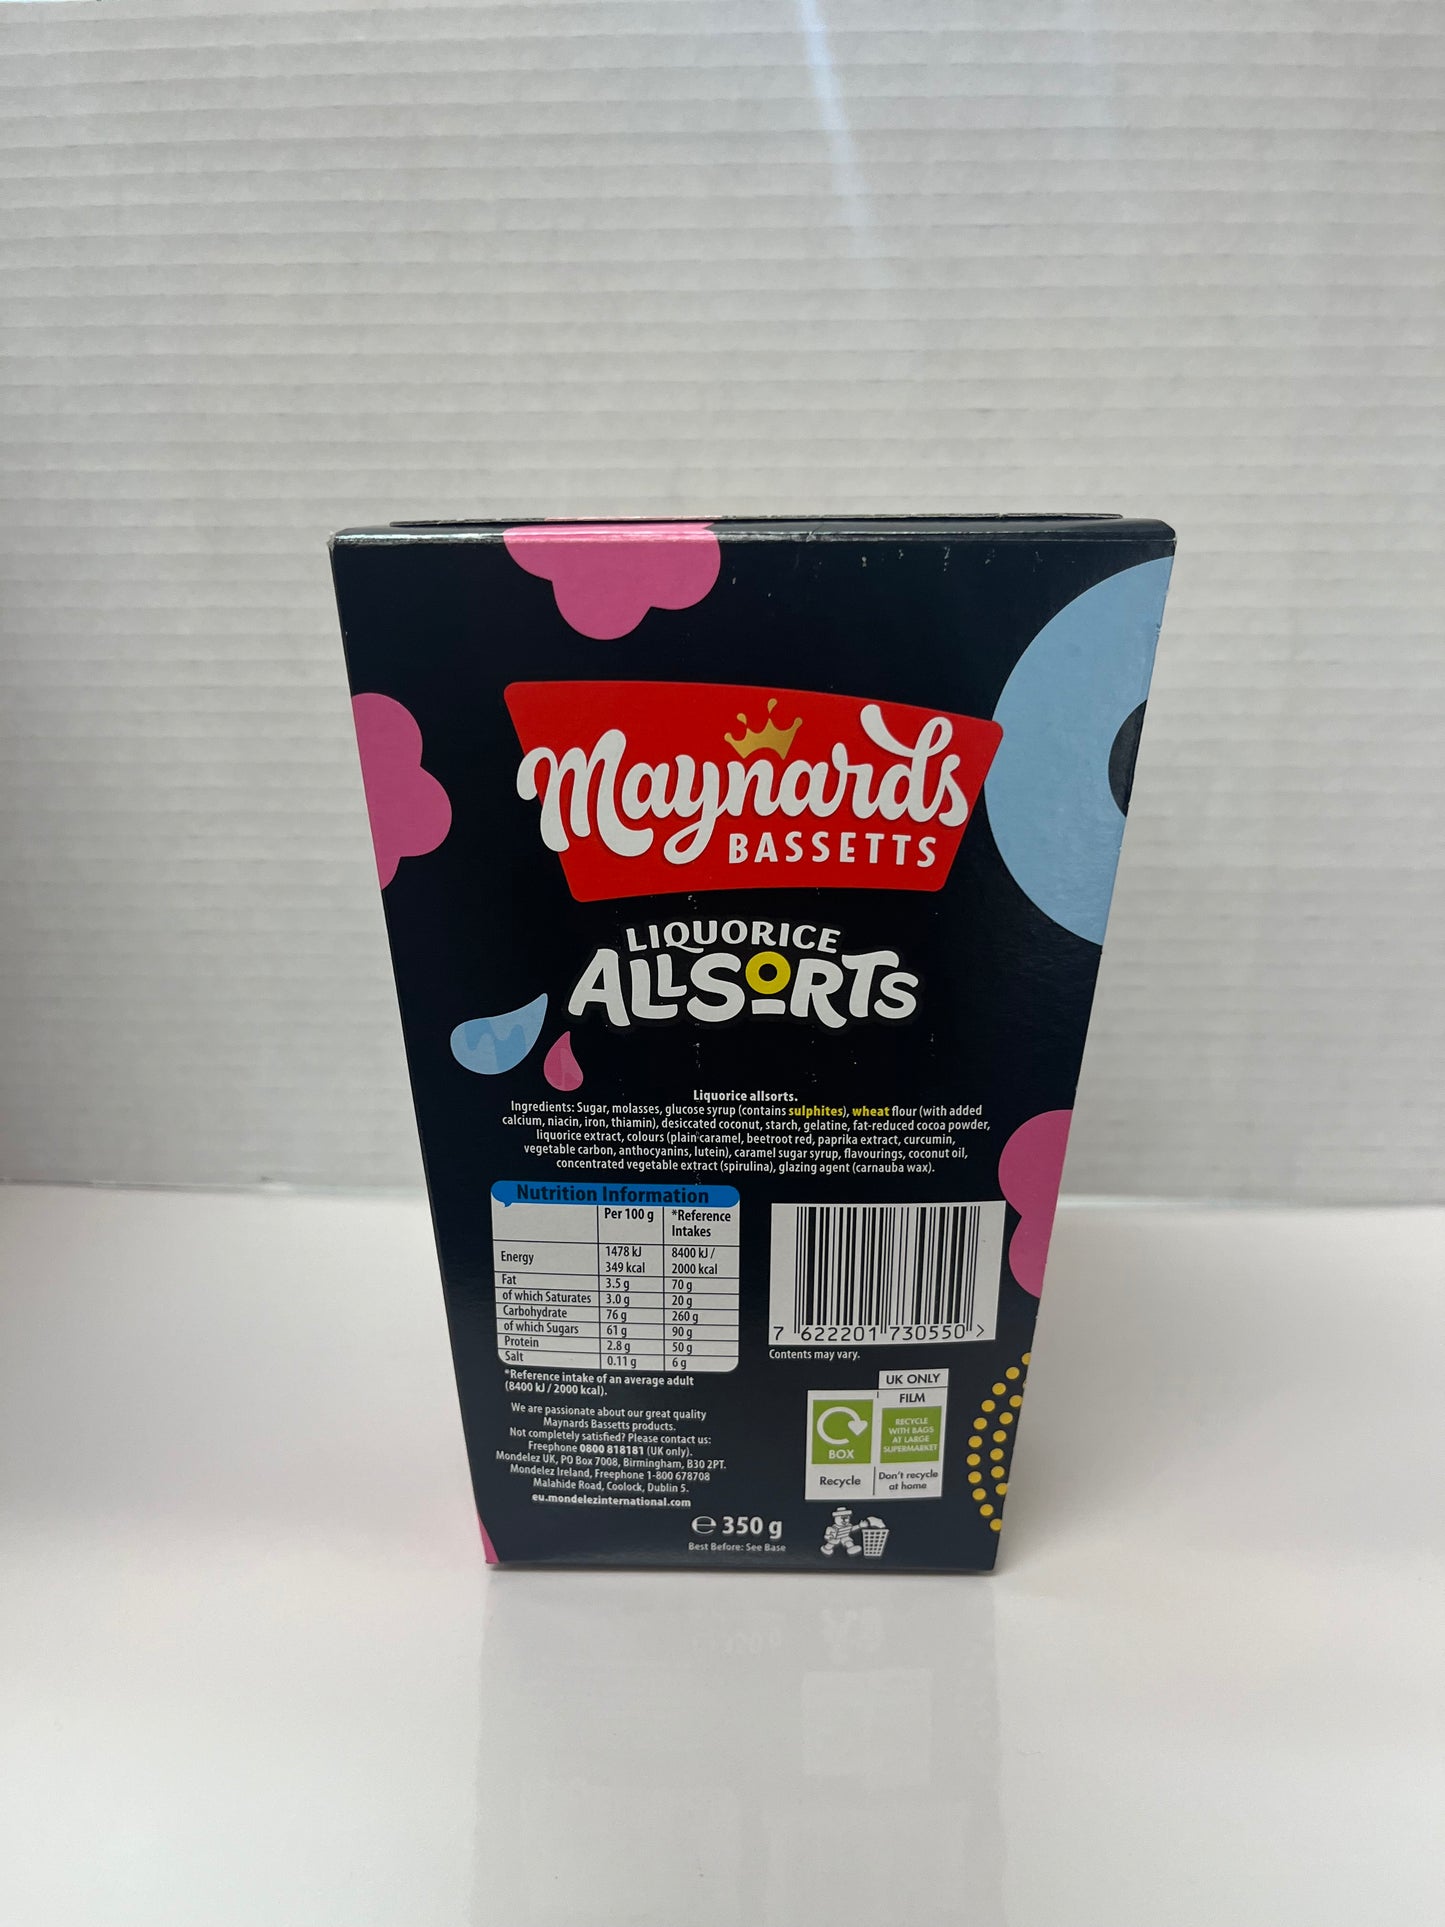 Maynards
BASSETTS
LIQUORICE
ALLSORTS
Liquorice allsorts.
Ingredients: Sugar, molasses, glucose syrup (contains sulphites), wheat flour (with added
calcium, niacin, iron, thiamin), desiccated coconut, starch, gelatine, fat-reduced cocoa powder,
liquorice extract, colours (plain caramel, beetroot red, paprika extract, curcumin,
vegetable carbon, anthocyanins, lutein), caramel sugar syrup, flavourings, coconut oil,
concentrated vegetable extract (spirulina), glazing agent (carnauba wax).
Nutrition Information
Per 100 g *Reference
Intakes
Energy 1478 kJ 8400 kJ /
349 kcal 2000 kcal
Fat 3.5 g 70 g
of which Saturates 3.0 g 20 g
Carbohydrate 76 g 260 g
of which Sugars 61 g 90 g
Protein 2.8 g 50 g
Salt 0.11 g 6 g
*Reference intake of an average adult
(8400 kJ / 2000 kcal).
We are passionate about our great quality
Maynards Bassetts products.
Not completely satisfied? Please contact us:
Freephone 0800 818181 (UK only).
Mondelez UK, PO Box 7008, Birmingham, B30 2PT.
Mondelez Ireland, Freephone 1-800 678708
Malahide Road, Coolock, Dublin 5.
eu.mondelezinternational.com
7 622201 730550 >
Contents may vary.
UK ONLY
FILM
RECYCLE
WITH BAGS
AT LARGE
SUPERMARKET
BOX
Recycle
Don't recycle
at home
℮ 350 g
Best Before: See Base